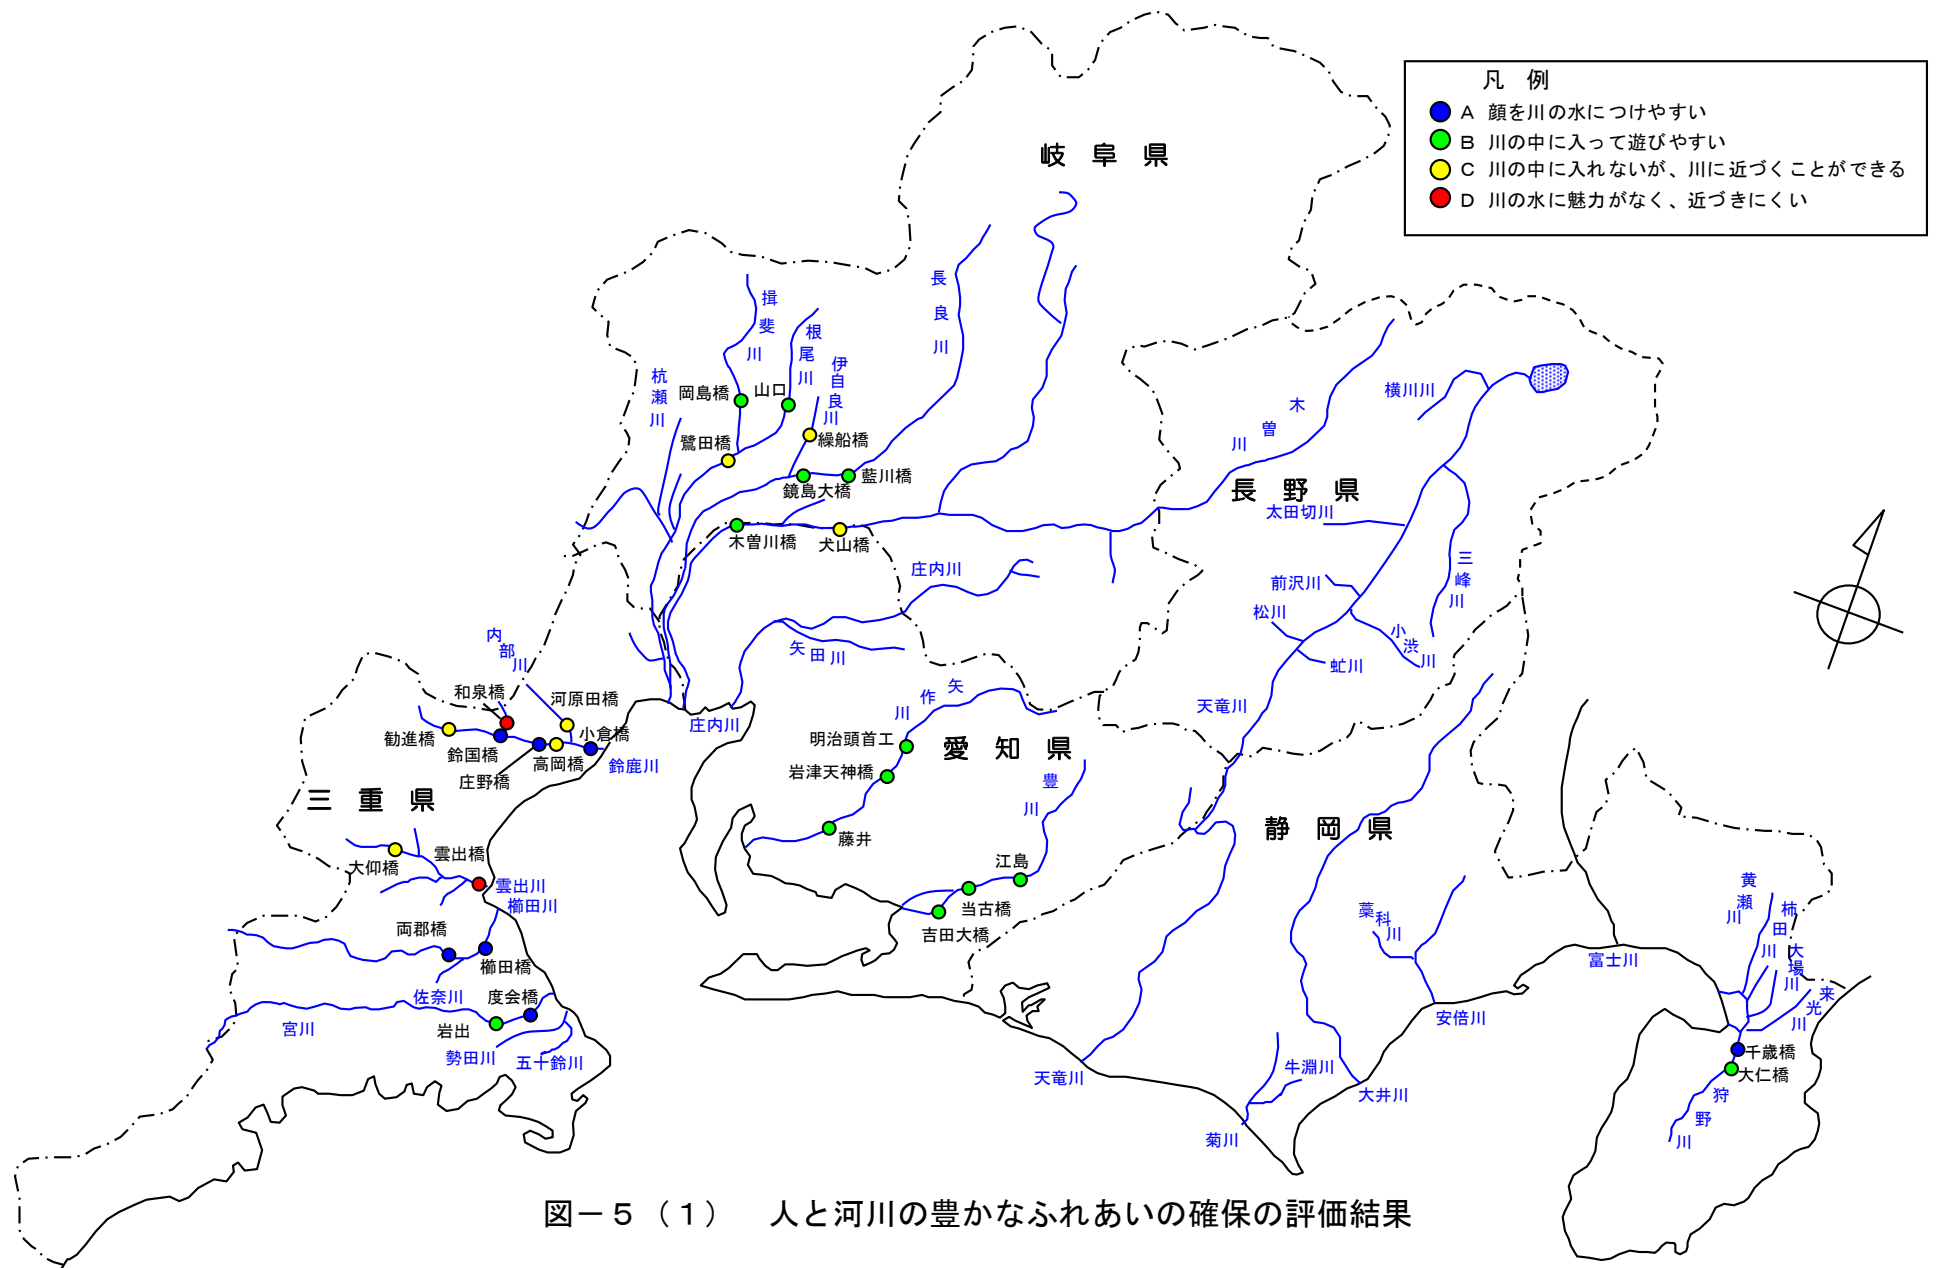 凡 例
A 顔を川の水につけやすい
B 川の中に入って遊びやすい
C 川の中に入れないが、川に近づくことができる
D 川の水に魅力がなく、近づきにくい
岐阜県
長良川
揖斐川
根尾川
伊自良川
杭瀬川
岡島橋
山口
鷺田橋
繰船橋
鏡島大橋
藍川橋
木曽川橋
犬山橋
木曽川
横川川
長野県
太田切川
三峰川
前沢川
松川
小渋川
虻川
天竜川
庄内川
矢田川
庄内川
矢作川
明治頭首工
岩津天神橋
藤井
愛知県
豊川
江島
当古橋
吉田大橋
内部川
和泉橋
河原田橋
小倉橋
勧進橋
鈴国橋
高岡橋
庄野橋
鈴鹿川
三重県
大仰橋
雲出橋
雲出川
櫛田川
両郡橋
櫛田橋
佐奈川
度会橋
岩出
宮川
勢田川
五十鈴川
静岡県
藁科川
安倍川
富士川
黄瀬川
柿田川
大場川
来光川
千歳橋
大仁橋
狩野川
天竜川
牛淵川
菊川
大井川
図-5(1) 人と河川の豊かなふれあいの確保の評価結果